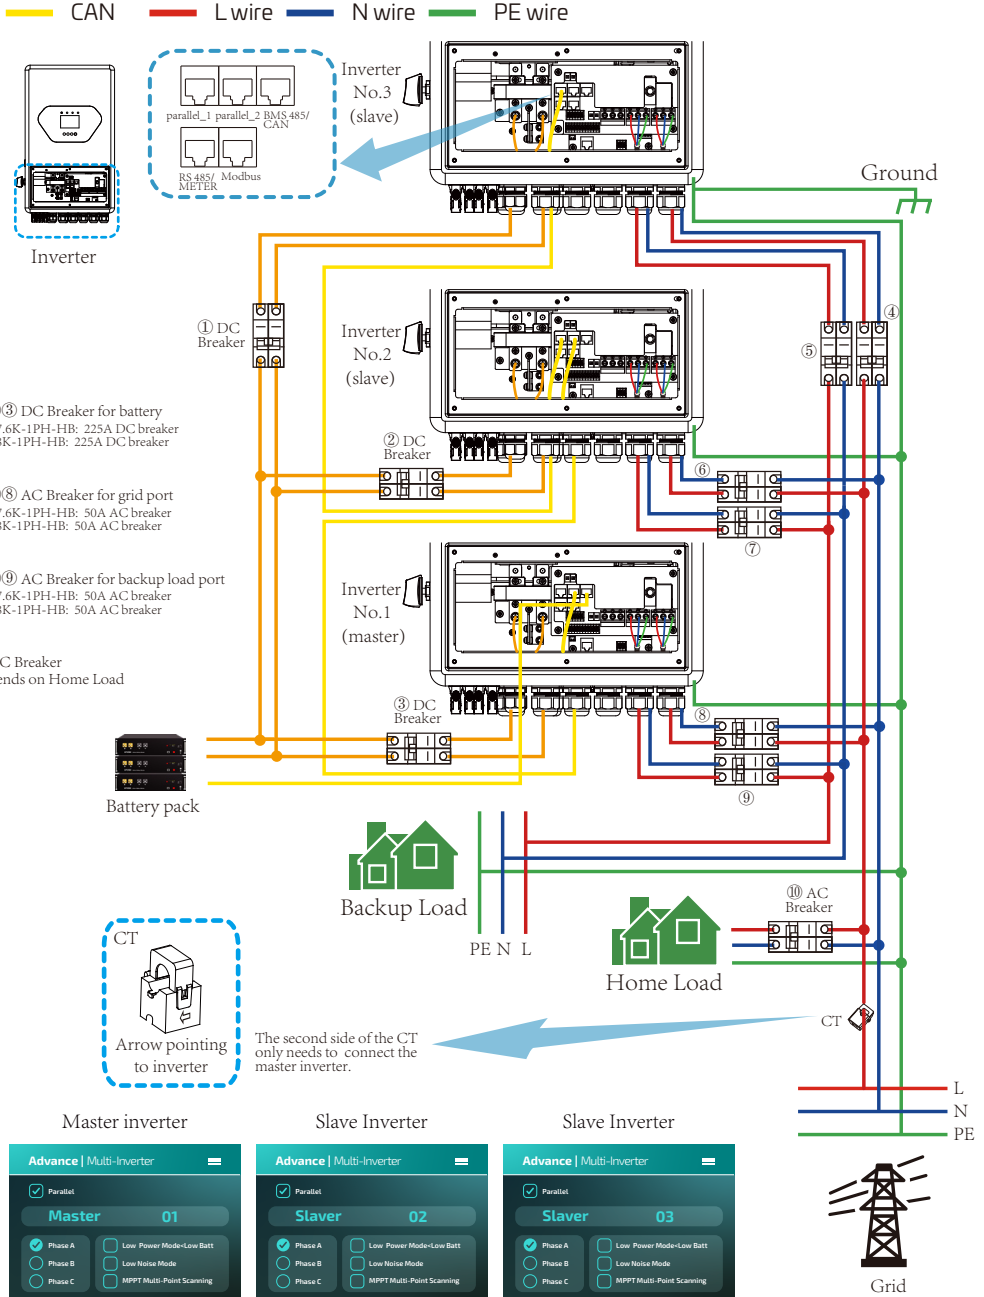 CAN L wire N wire PE wire
Inverter
No.3
(slave)
parallel_1 parallel_2 BMS 485/
CAN
RS 485/
METER
Modbus
Inverter
Ground
① DC
Breaker
Inverter
No.2
(slave)
④
⑤
③ DC Breaker for battery
7.6K-1PH-HB: 225A DC breaker
8K-1PH-HB: 225A DC breaker
② DC
Breaker
⑥
⑧ AC Breaker for grid port
7.6K-1PH-HB: 50A AC breaker
8K-1PH-HB: 50A AC breaker
⑦
⑨ AC Breaker for backup load port
7.6K-1PH-HB: 50A AC breaker
8K-1PH-HB: 50A AC breaker
Inverter
No.1
(master)
C Breaker
ends on Home Load
③ DC
Breaker
⑧
⑨
Battery pack
Backup Load
PE N L
⑩ AC
Breaker
Home Load
CT
Arrow pointing
to inverter
The second side of the CT
only needs to connect the
master inverter.
CT
L
N
PE
Grid
Master inverter
Advance | Multi-Inverter
Parallel
Master 01
Phase A Low Power Mode<Low Batt
Phase B Low Noise Mode
Phase C MPPT Multi-Point Scanning
Slave Inverter
Advance | Multi-Inverter
Parallel
Slaver 02
Phase A Low Power Mode<Low Batt
Phase B Low Noise Mode
Phase C MPPT Multi-Point Scanning
Slave Inverter
Advance | Multi-Inverter
Parallel
Slaver 03
Phase A Low Power Mode<Low Batt
Phase B Low Noise Mode
Phase C MPPT Multi-Point Scanning